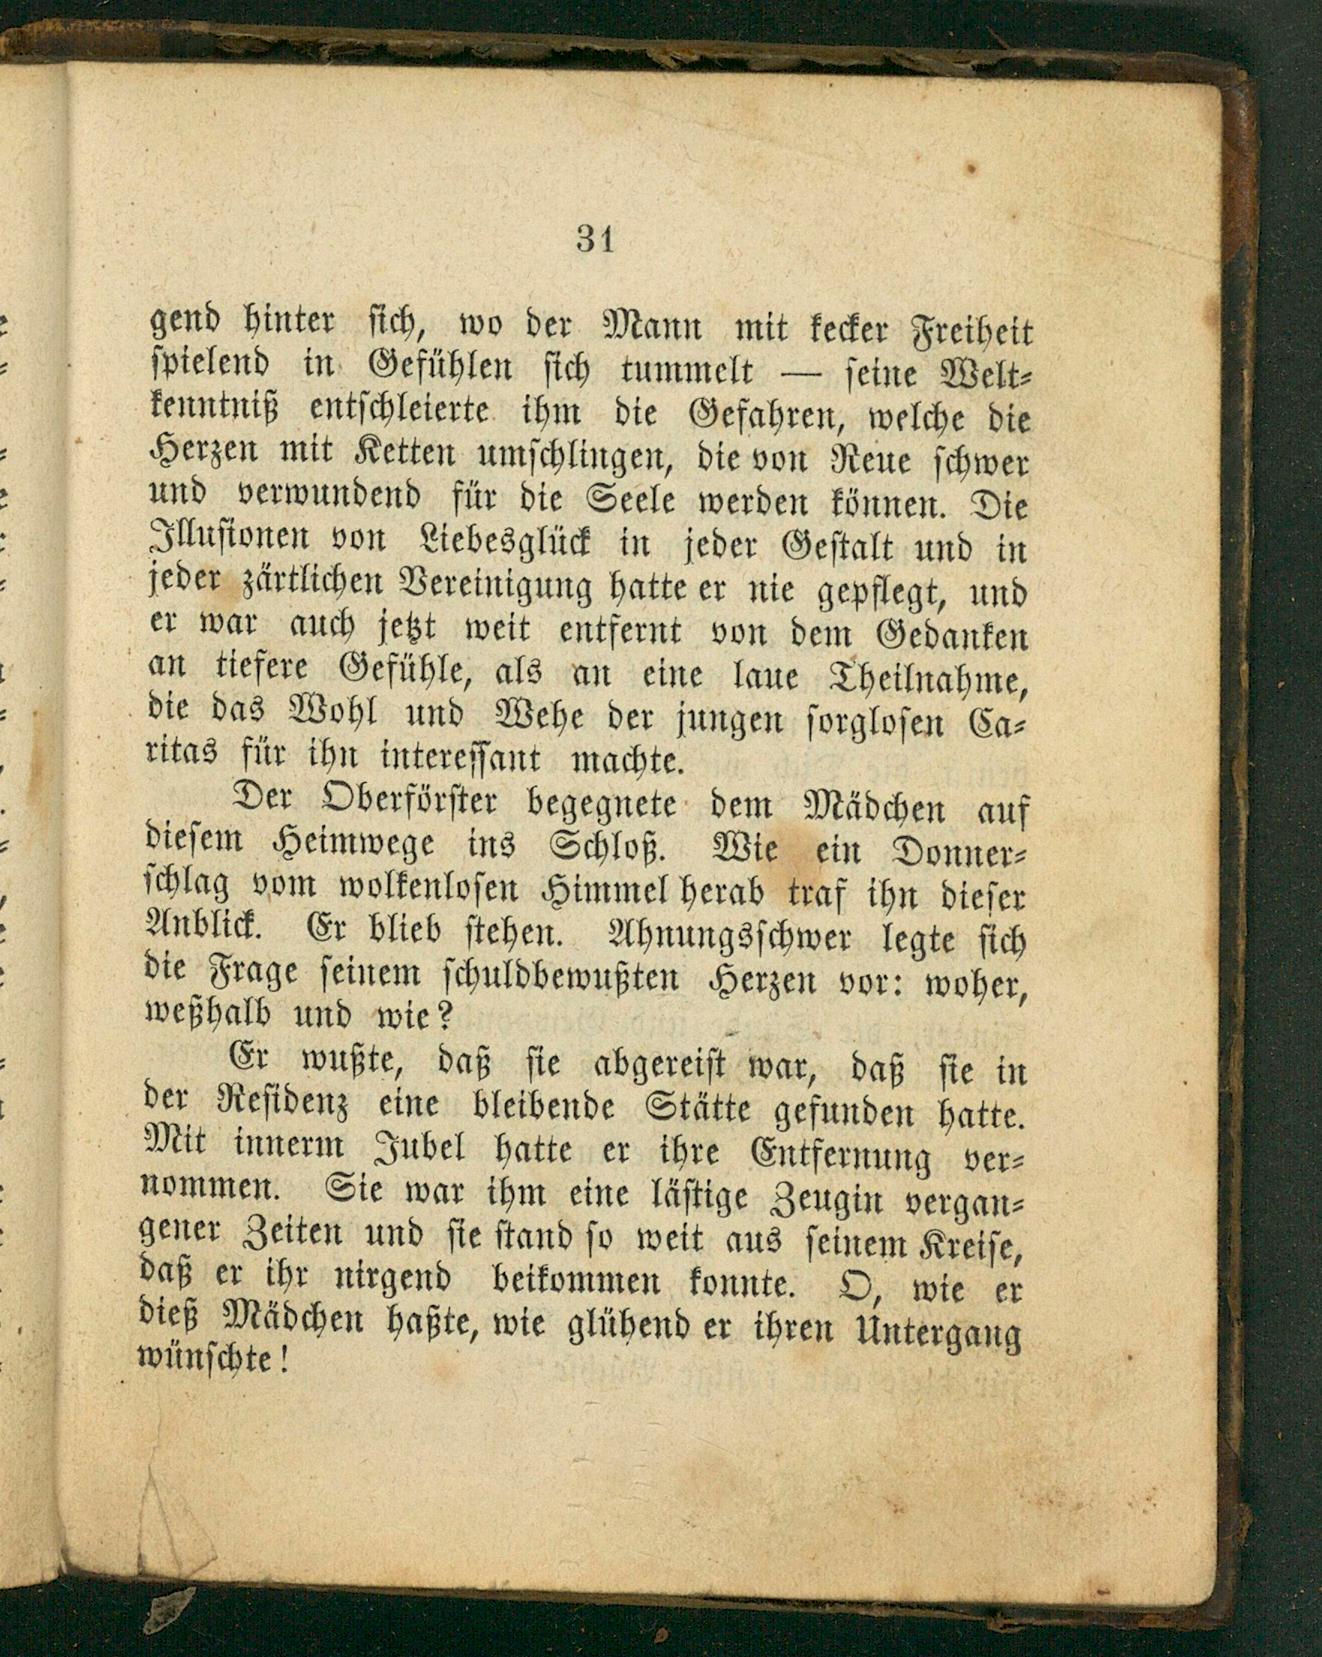 31
gend hinter sich, wo der Mann mit kecker Freiheit
spielend in Gefühlen sich tummelt — seine Welt⸗
kenntniß entschleierte ihm die Gefahren, welche die
Herzen mit Ketten umschlingen, die von Reue schwer
und verwundend für die Seele werden können. Die
Illusionen von Liebesglück in jeder Gestalt und in
jeder zärtlichen Vereinigung hatte er nie gepflegt, und
er war auch jetzt weit entfernt von dem Gedanken
an tiefere Gefühle, als an eine laue Theilnahme,
die das Wohl und Wehe der jungen sorglosen Ca⸗
ritas für ihn interessant machte.
Der Oberförster begegnete dem Mädchen auf
diesem Heimwege ins Schloß. Wie ein Donner⸗
schlag vom wolkenlosen Himmel herab traf ihn dieser
Anblick. Er blieb stehen. Ahnungsschwer legte sich
die Frage seinem schuldbewußten Herzen vor: woher,
weßhalb und wie?
Er wußte, daß sie abgereist war, daß sie in
der Residenz eine bleibende Stätte gefunden hatte.
Mit innerm Jubel hatte er ihre Entfernung ver⸗
nommen. Sie war ihm eine lästige Zeugin vergan⸗
gener Zeiten und sie stand so weit aus seinem Kreise,
daß er ihr nirgend beikommen konnte. O, wie er
dieß Mädchen haßte, wie glühend er ihren Untergang
wünschte!